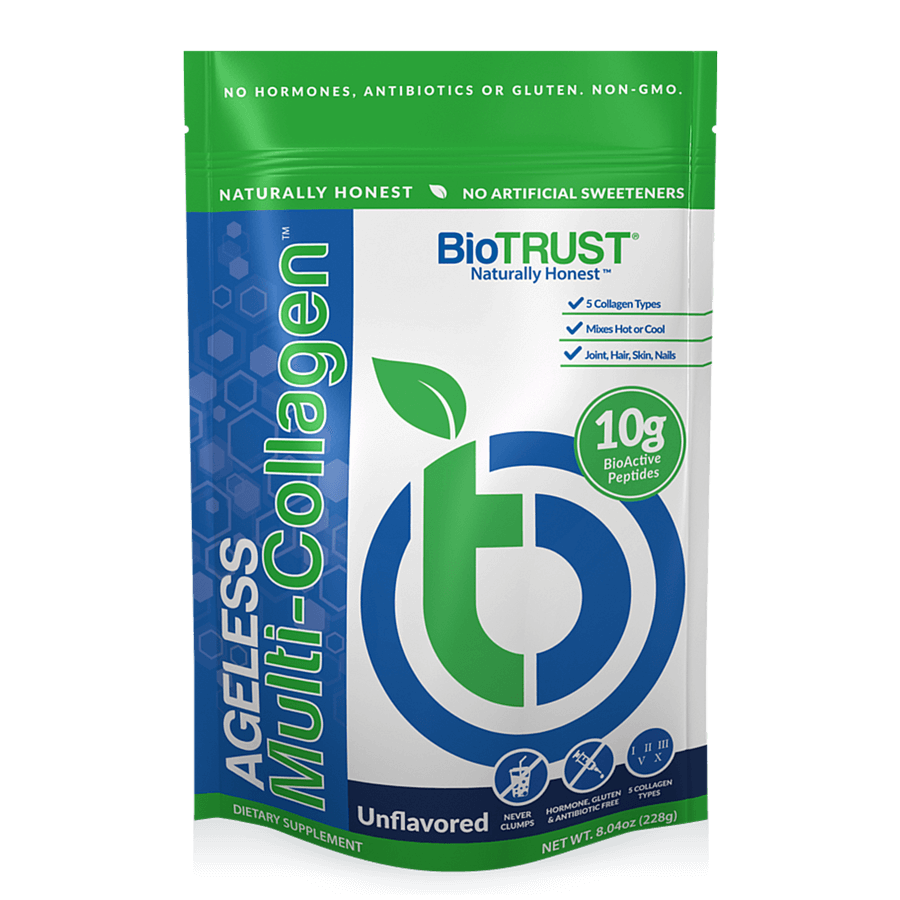 NO HORMONES, ANTIBIOTICS OR GLUTEN. NON-GMO.
NATURALLY HONEST NO ARTIFICIAL SWEETENERS
AGELESS
Multi-Collagen™
BioTRUST®
Naturally Honest™
5 Collagen Types
Mixes Hot or Cool
Joint, Hair, Skin, Nails
10g
BioActive
Peptides
I II III
V X
NEVER
CLUMPS
HORMONE, GLUTEN
& ANTIBIOTIC FREE
5 COLLAGEN
TYPES
Unflavored
DIETARY SUPPLEMENT
NET WT. 8.04oz (228g)